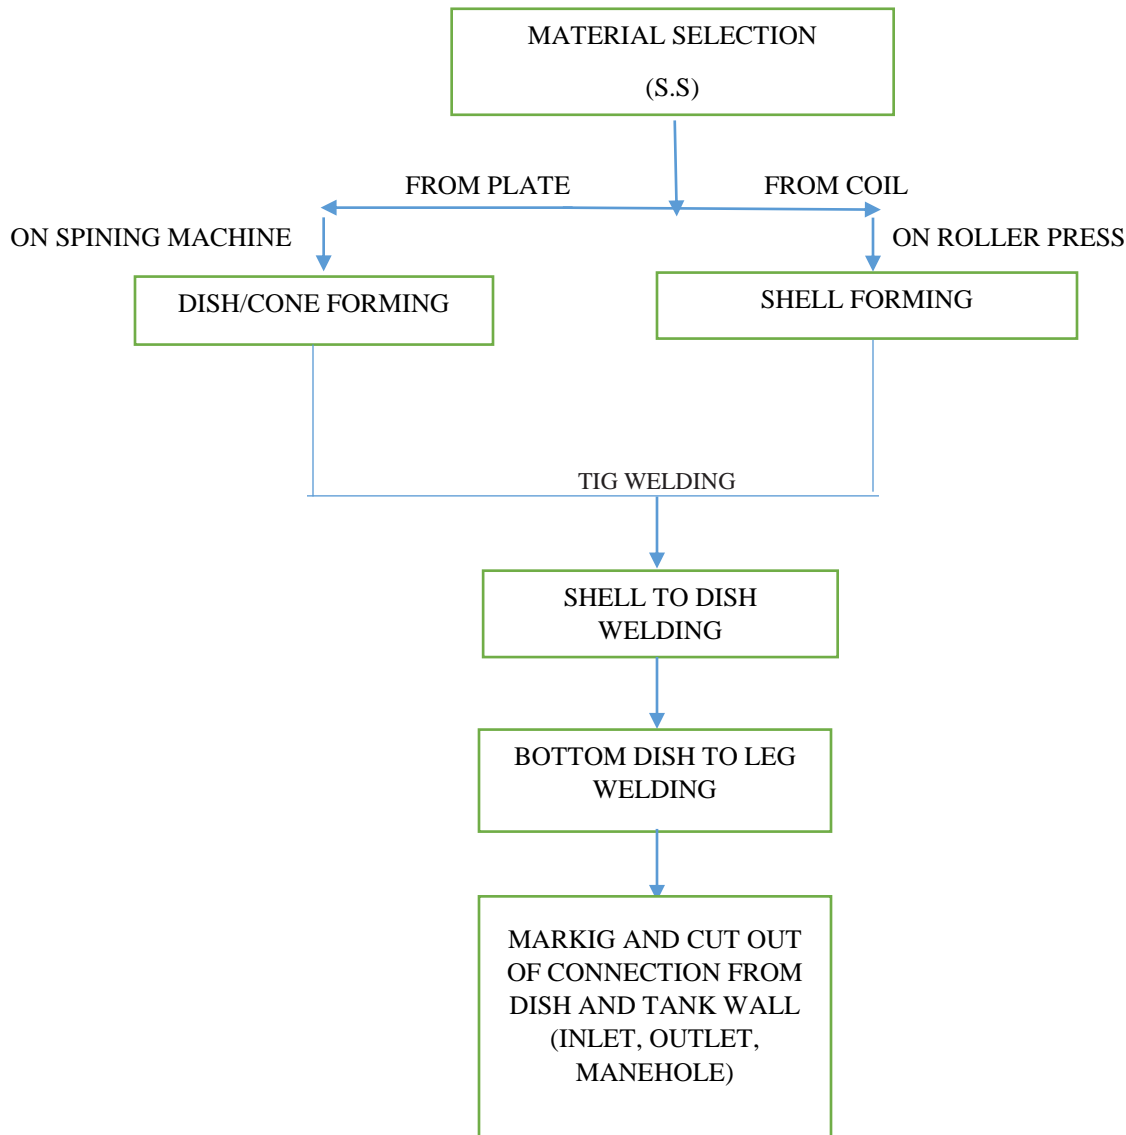 MATERIAL SELECTION
(S.S)
FROM PLATE
FROM COIL
ON SPINING MACHINE
ON ROLLER PRESS
DISH/CONE FORMING
SHELL FORMING
TIG WELDING
SHELL TO DISH
WELDING
BOTTOM DISH TO LEG
WELDING
MARKIG AND CUT OUT
OF CONNECTION FROM
DISH AND TANK WALL
(INLET, OUTLET,
MANEHOLE)